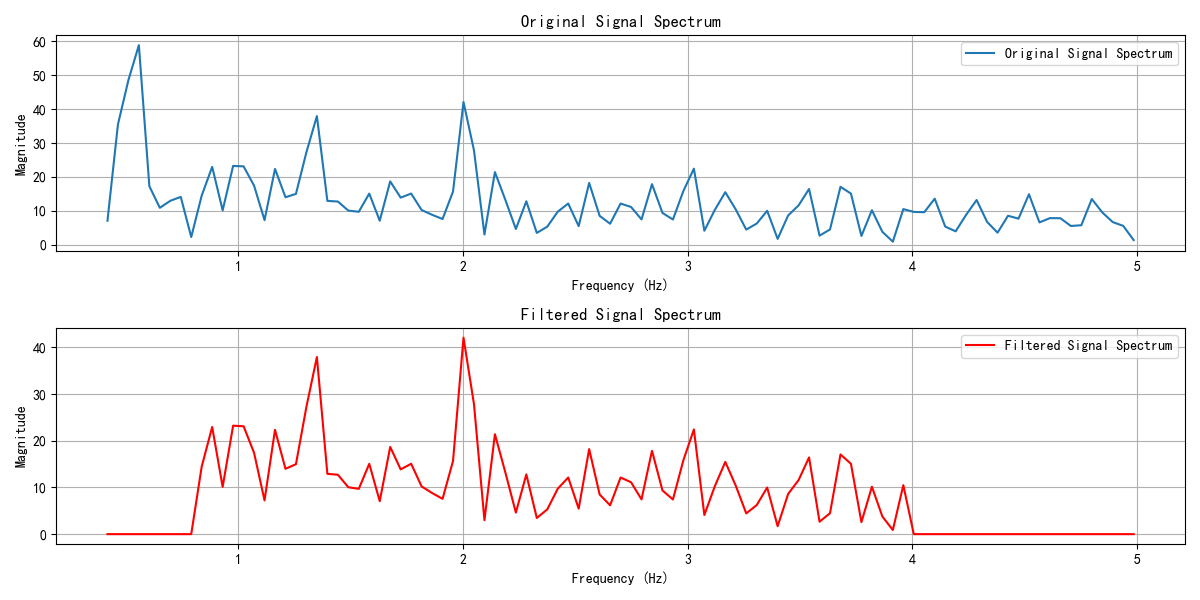 Original Signal Spectrum
Original Signal Spectrum
Magnitude
60
50
40
30
20
10
0
1 2 3 4 5
Frequency (Hz)
Filtered Signal Spectrum
Filtered Signal Spectrum
Magnitude
40
30
20
10
0
1 2 3 4 5
Frequency (Hz)